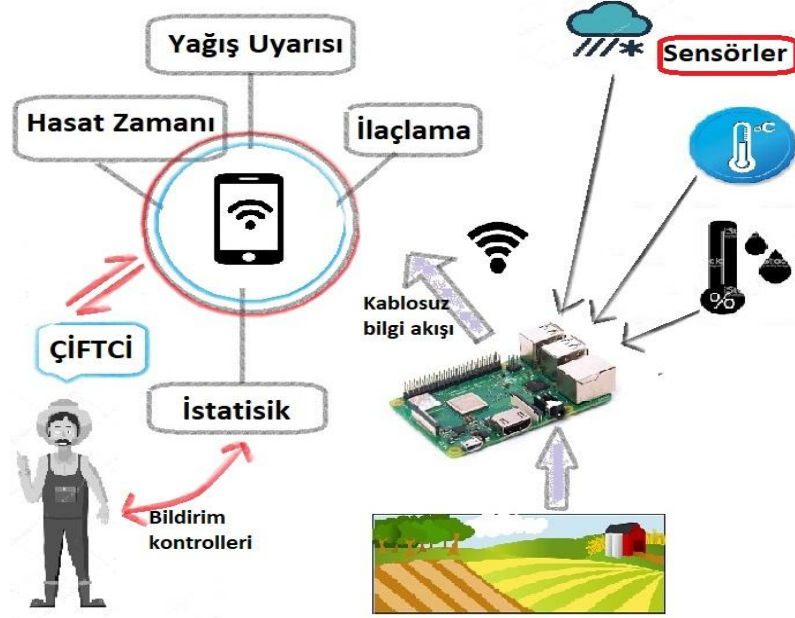 Yağış Uyarısı
Hasat Zamanı
İlaçlama
Sensörler
°C
%
Kablosuz
bilgi akışı
ÇİFTCİ
İstatisik
Bildirim
kontrolleri